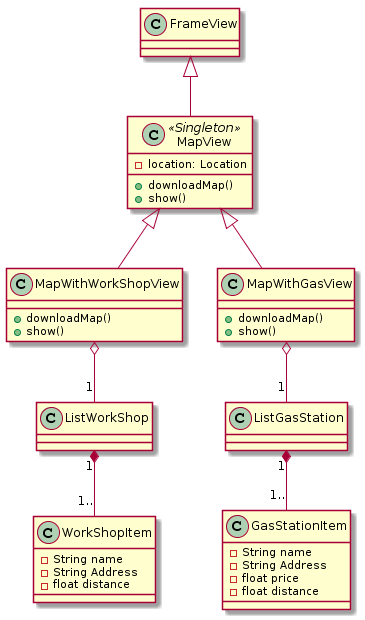 C FrameView
«Singleton»
C MapView
location: Location
downloadMap()
show()
C MapWithWorkShopView
downloadMap()
show()
C MapWithGasView
downloadMap()
show()
1
1
C ListWorkShop
C ListGasStation
1
1
1..
1..
C WorkShopItem
String name
String Address
float distance
C GasStationItem
String name
String Address
float price
float distance